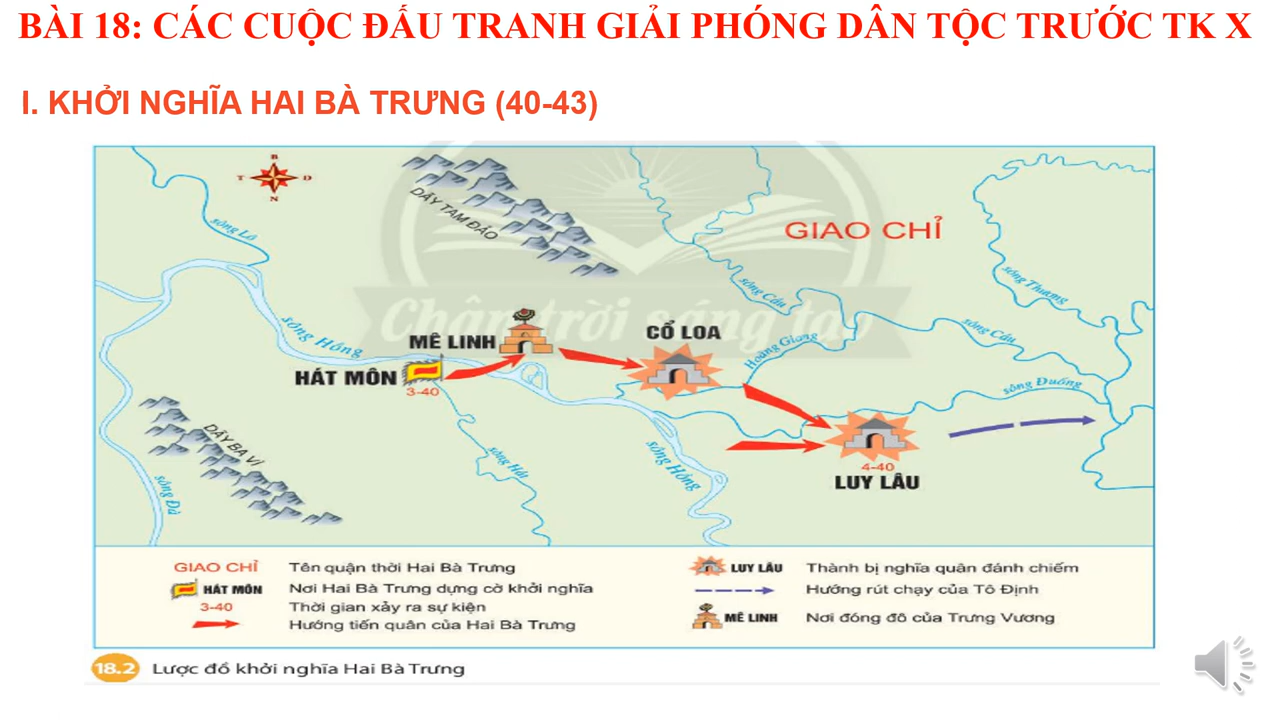 BÀI 18: CÁC CUỘC ĐẤU TRANH GIẢI PHÓNG DÂN TỘC TRƯỚC TK X
I. KHỞI NGHĨA HAI BÀ TRƯNG (40-43)
B
T Đ
N
DÃY TAM ĐẢO
GIAO CHỈ
sông Lô
sông Cầu
sông Thương
Chân trời sáng tạo
sông Hồng
MÊ LINH
CỔ LOA
Hoàng Giang
sông Cầu
HÁT MÔN
3-40
sông Đuống
DÃY BA VÌ
sông Hát
sông Hồng
4-40
LUY LÂU
sông Đà
GIAO CHỈ Tên quận thời Hai Bà Trưng
HÁT MÔN Nơi Hai Bà Trưng dựng cờ khởi nghĩa
3-40 Thời gian xảy ra sự kiện
Hướng tiến quân của Hai Bà Trưng
LUY LÂU Thành bị nghĩa quân đánh chiếm
Hướng rút chạy của Tô Định
MÊ LINH Nơi đóng đô của Trưng Vương
18.2 Lược đồ khởi nghĩa Hai Bà Trưng